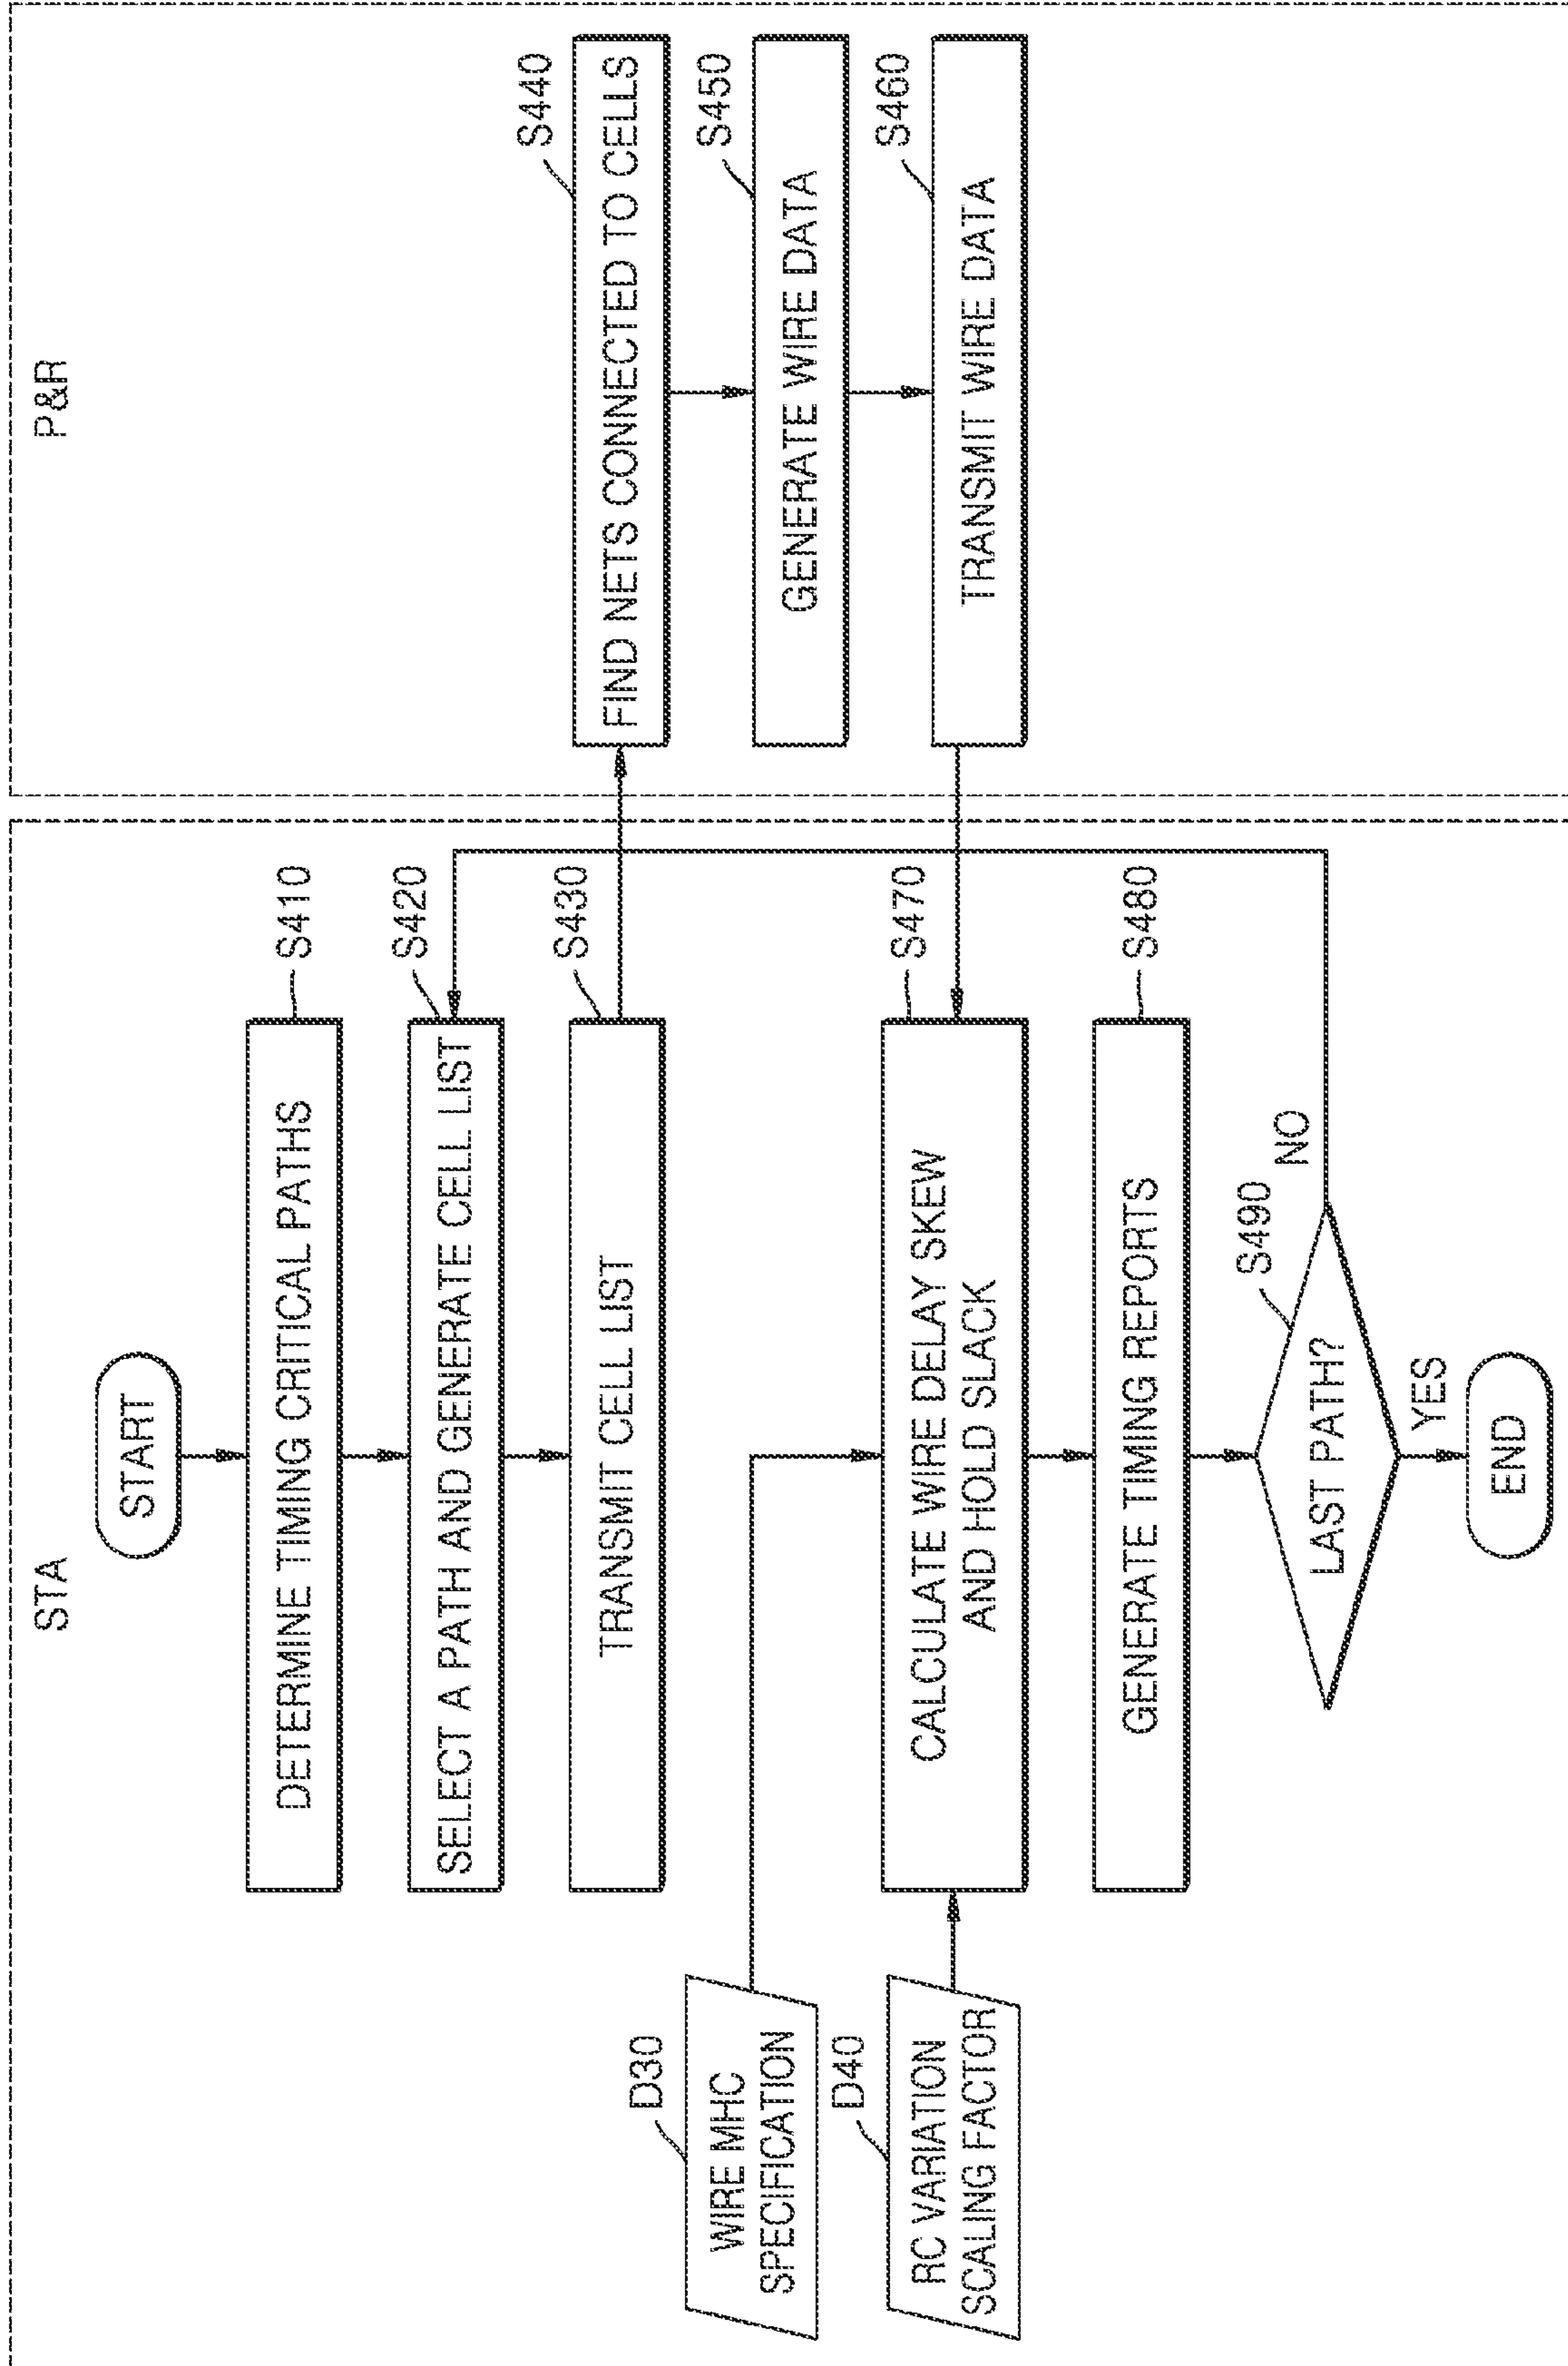 STA
START
DETERMINE TIMING CRITICAL PATHS
S410
SELECT A PATH AND GENERATE CELL LIST
S420
TRANSMIT CELL LIST
S430
D30
WIRE MHC
SPECIFICATION
D40
RC VARIATION
SCALING FACTOR
CALCULATE WIRE DELAY SKEW
AND HOLD SLACK
S470
GENERATE TIMING REPORTS
S480
LAST PATH?
S490
NO
YES
END
P&R
FIND NETS CONNECTED TO CELLS
S440
GENERATE WIRE DATA
S450
TRANSMIT WIRE DATA
S460